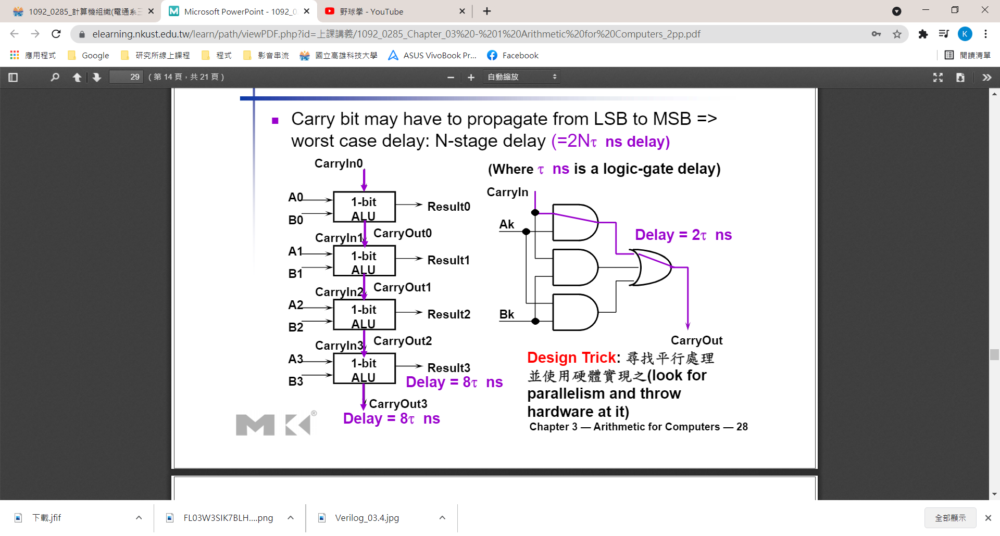 1092_0285_計算機組織(電通系三
Microsoft PowerPoint - 1092_0
野球拳 - YouTube
elearning.nkust.edu.tw/learn/path/viewPDF.php?id=上課講義/1092_0285_Chapter_03%20-%201%20Arithmetic%20for%20Computers_2pp.pdf
K
應用程式
Google
研究所線上課程
程式
影音串流
國立高雄科技大學
ASUS VivoBook Pr...
Facebook
閱讀清單
29
( 第 14 頁，共 21 頁 )
自動縮放
Carry bit may have to propagate from LSB to MSB =>
worst case delay: N-stage delay (=2Nτ ns delay)
CarryIn0
A0
B0
1-bit
ALU
Result0
CarryOut0
CarryIn1
A1
B1
1-bit
ALU
Result1
CarryOut1
CarryIn2
A2
B2
1-bit
ALU
Result2
CarryOut2
CarryIn3
A3
B3
1-bit
ALU
Result3
Delay = 8τ ns
CarryOut3
Delay = 8τ ns
(Where τ ns is a logic-gate delay)
CarryIn
Ak
Bk
Delay = 2τ ns
CarryOut
Design Trick: 尋找平行處理
並使用硬體實現之(look for
parallelism and throw
hardware at it)
MK®
Chapter 3 — Arithmetic for Computers — 28
下載.jfif
FL03W3SIK7BLH....png
Verilog_03.4.jpg
全部顯示